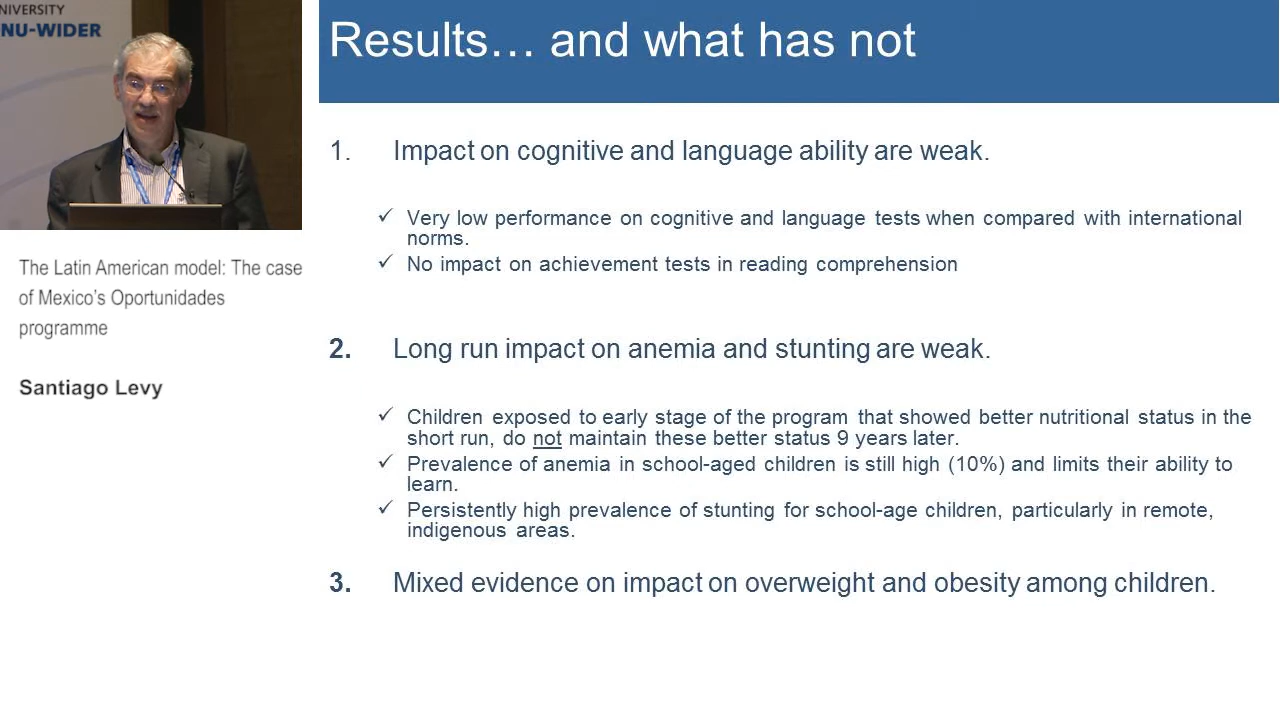 NIVERSITY
NU-WIDER
The Latin American model: The case
of Mexico's Oportunidades
programme
Santiago Levy
Results… and what has not
1. Impact on cognitive and language ability are weak.
✓ Very low performance on cognitive and language tests when compared with international
norms.
✓ No impact on achievement tests in reading comprehension
2. Long run impact on anemia and stunting are weak.
✓ Children exposed to early stage of the program that showed better nutritional status in the
short run, do not maintain these better status 9 years later.
✓ Prevalence of anemia in school-aged children is still high (10%) and limits their ability to
learn.
✓ Persistently high prevalence of stunting for school-age children, particularly in remote,
indigenous areas.
3. Mixed evidence on impact on overweight and obesity among children.